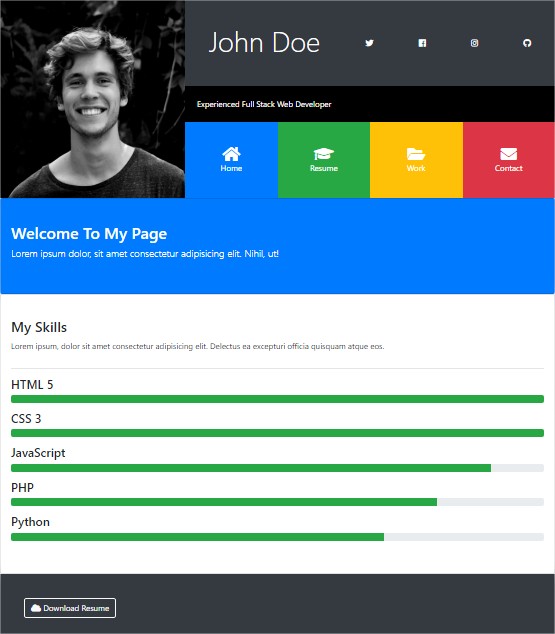 John Doe
Experienced Full Stack Web Developer
Home
Resume
Work
Contact
Welcome To My Page
Lorem ipsum dolor, sit amet consectetur adipisicing elit. Nihil, ut!
My Skills
Lorem ipsum, dolor sit amet consectetur adipisicing elit. Delectus ea excepturi officia quisquam atque eos.
HTML 5
CSS 3
JavaScript
PHP
Python
Download Resume